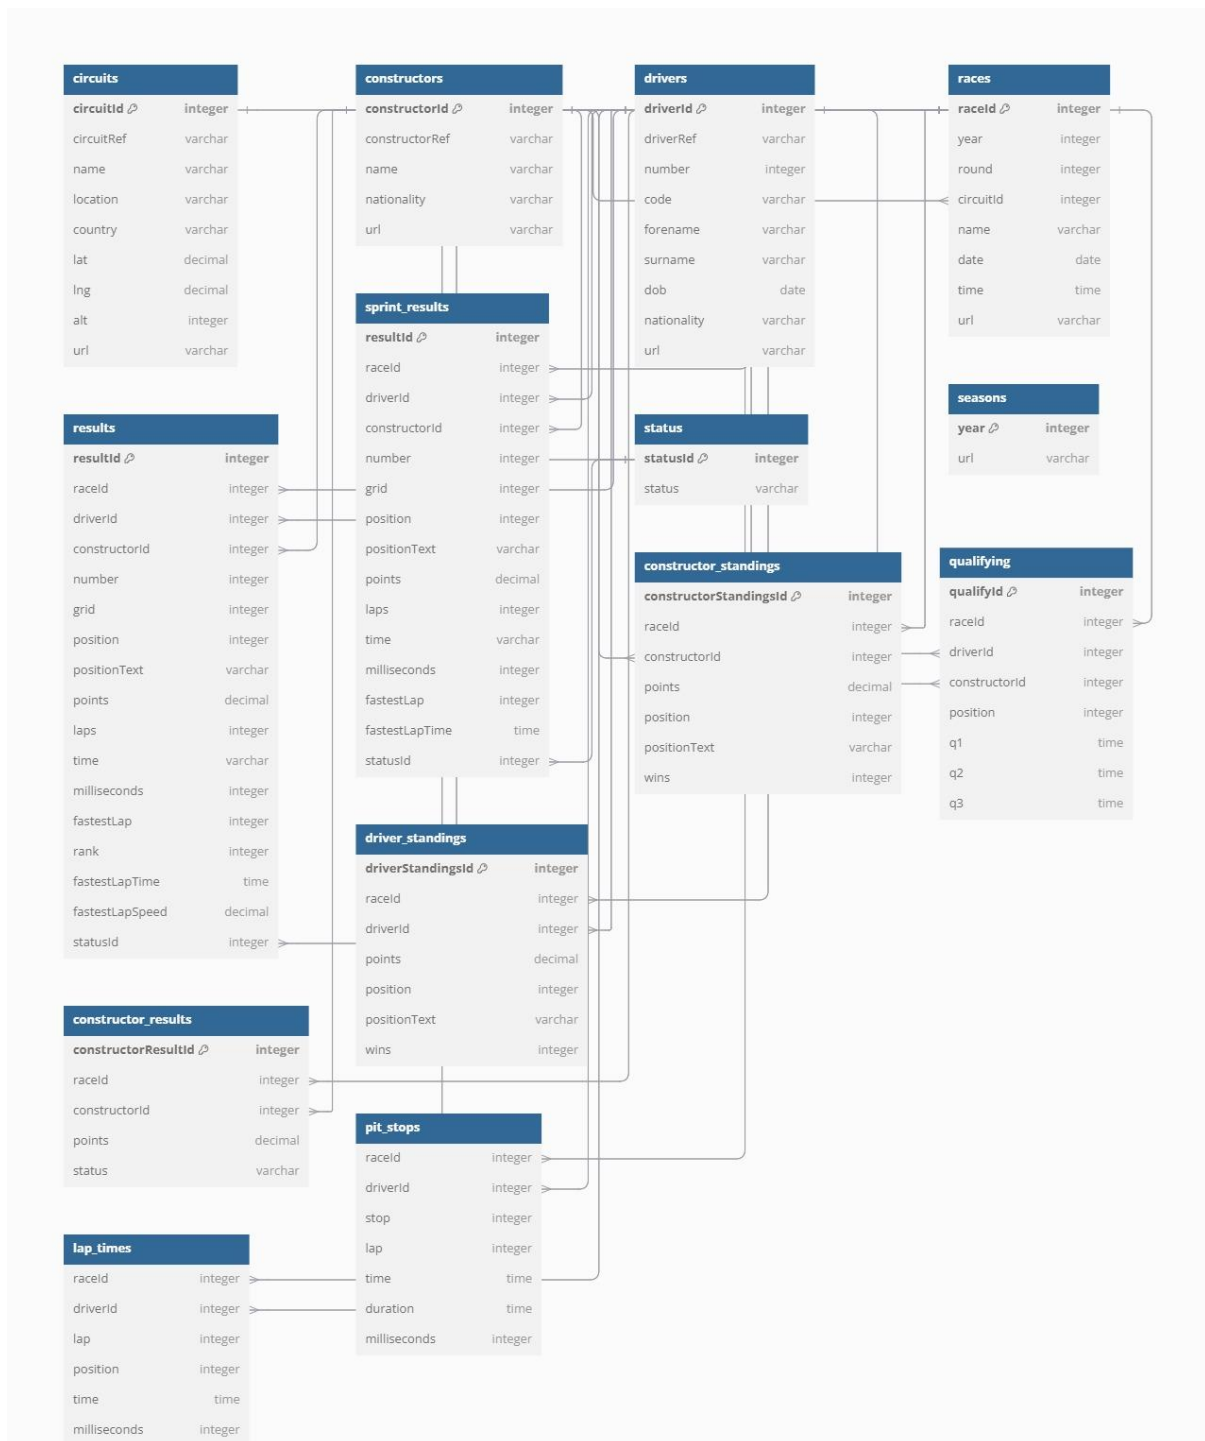 circuits
circuitId integer
circuitRef varchar
name varchar
location varchar
country varchar
lat decimal
lng decimal
alt integer
url varchar
constructors
constructorId integer
constructorRef varchar
name varchar
nationality varchar
url varchar
drivers
driverId integer
driverRef varchar
number integer
code varchar
forename varchar
surname varchar
dob date
nationality varchar
url varchar
races
raceId integer
year integer
round integer
circuitId integer
name varchar
date date
time time
url varchar
sprint_results
resultId integer
raceId integer
driverId integer
constructorId integer
number integer
grid integer
position integer
positionText varchar
points decimal
laps integer
time varchar
milliseconds integer
fastestLap integer
fastestLapTime time
statusId integer
seasons
year integer
url varchar
results
resultId integer
raceId integer
driverId integer
constructorId integer
number integer
grid integer
position integer
positionText varchar
points decimal
laps integer
time varchar
milliseconds integer
fastestLap integer
rank integer
fastestLapTime time
fastestLapSpeed decimal
statusId integer
status
statusId integer
status varchar
constructor_standings
constructorStandingsId integer
raceId integer
constructorId integer
points decimal
position integer
positionText varchar
wins integer
qualifying
qualifyId integer
raceId integer
driverId integer
constructorId integer
position integer
q1 time
q2 time
q3 time
driver_standings
driverStandingsId integer
raceId integer
driverId integer
points decimal
position integer
positionText varchar
wins integer
constructor_results
constructorResultId integer
raceId integer
constructorId integer
points decimal
status varchar
pit_stops
raceId integer
driverId integer
stop integer
lap integer
time time
duration time
milliseconds integer
lap_times
raceId integer
driverId integer
lap integer
position integer
time time
milliseconds integer